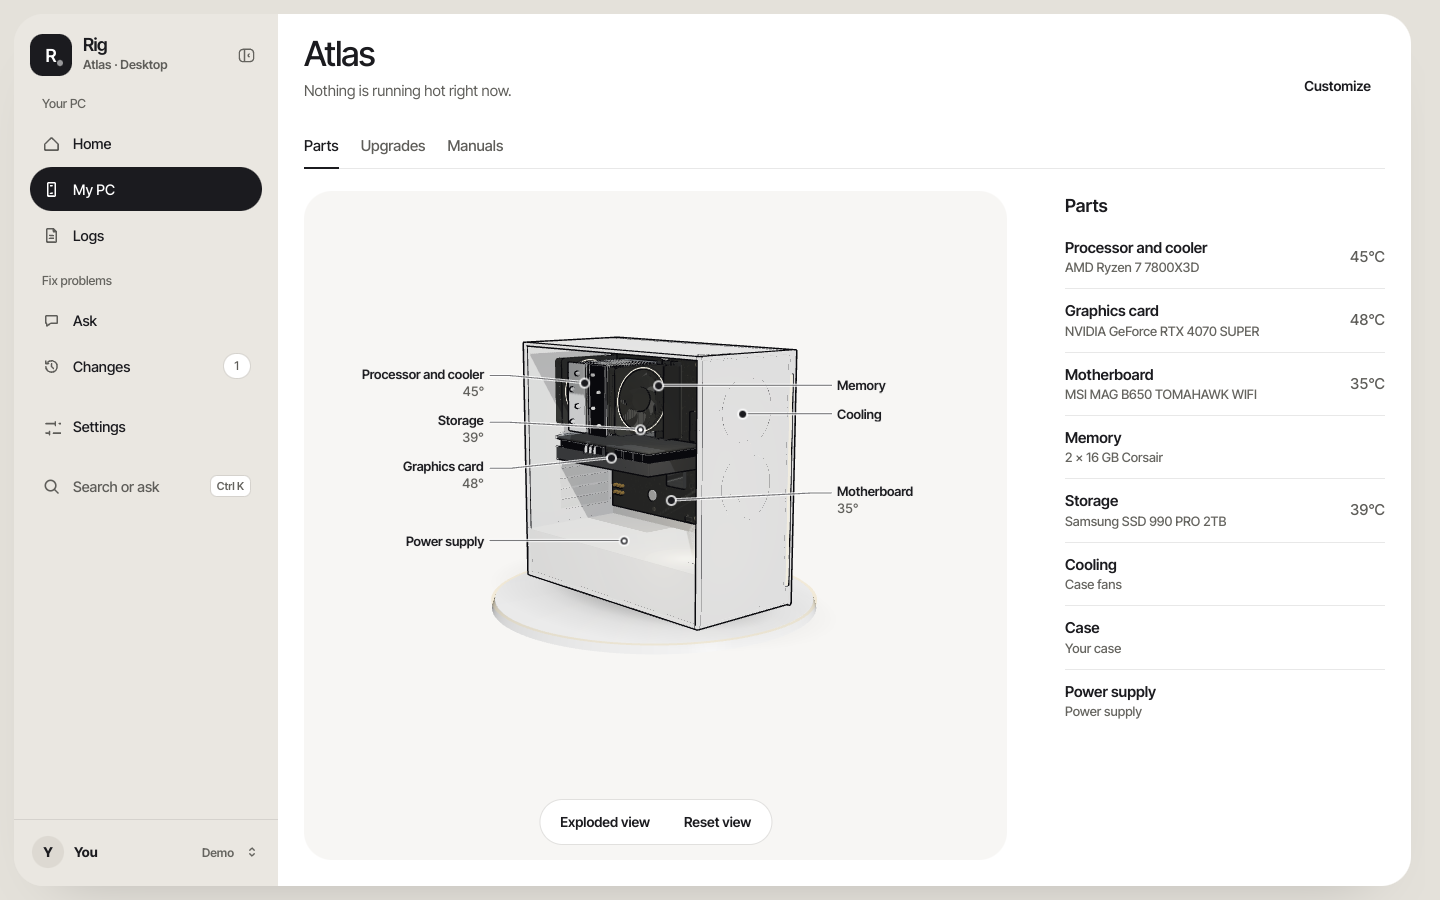 R
Rig
Atlas · Desktop
Your PC
Home
My PC
Logs
Fix problems
Ask
Changes
1
Settings
Search or ask
Ctrl K
Y
You
Demo
Atlas
Nothing is running hot right now.
Customize
Parts
Upgrades
Manuals
Processor and cooler
45°
Storage
39°
Graphics card
48°
Power supply
Memory
Cooling
Motherboard
35°
Exploded view
Reset view
Parts
Processor and cooler
45°C
AMD Ryzen 7 7800X3D
Graphics card
48°C
NVIDIA GeForce RTX 4070 SUPER
Motherboard
35°C
MSI MAG B650 TOMAHAWK WIFI
Memory
2 × 16 GB Corsair
Storage
39°C
Samsung SSD 990 PRO 2TB
Cooling
Case fans
Case
Your case
Power supply
Power supply